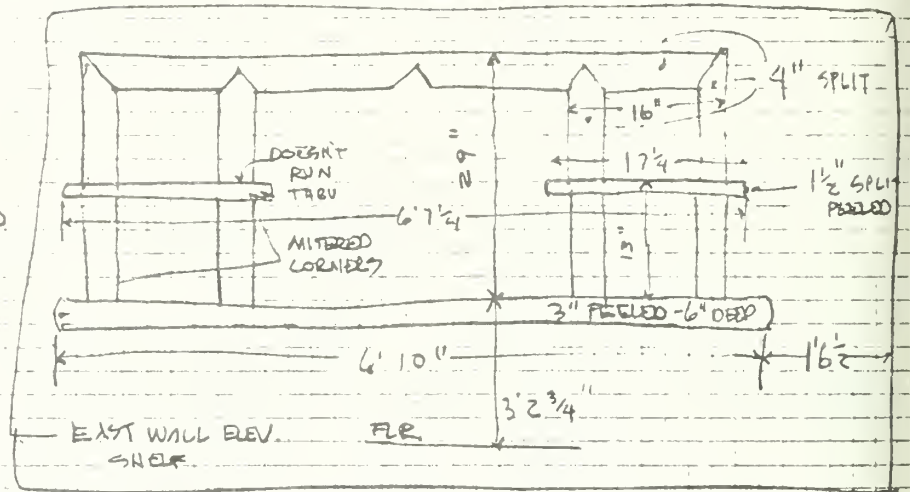 4" SPLIT
16"
DOESN'T
RUN
THRU
17 1/4
1 1/2" SPLIT
PEELED
6' 7 1/4
MITERED
CORNERS
3" PEELED - 6" DEEP
6' 10"
1' 6 1/2
3' 2 3/4"
EAST WALL ELEV.
SHELF
FLR.